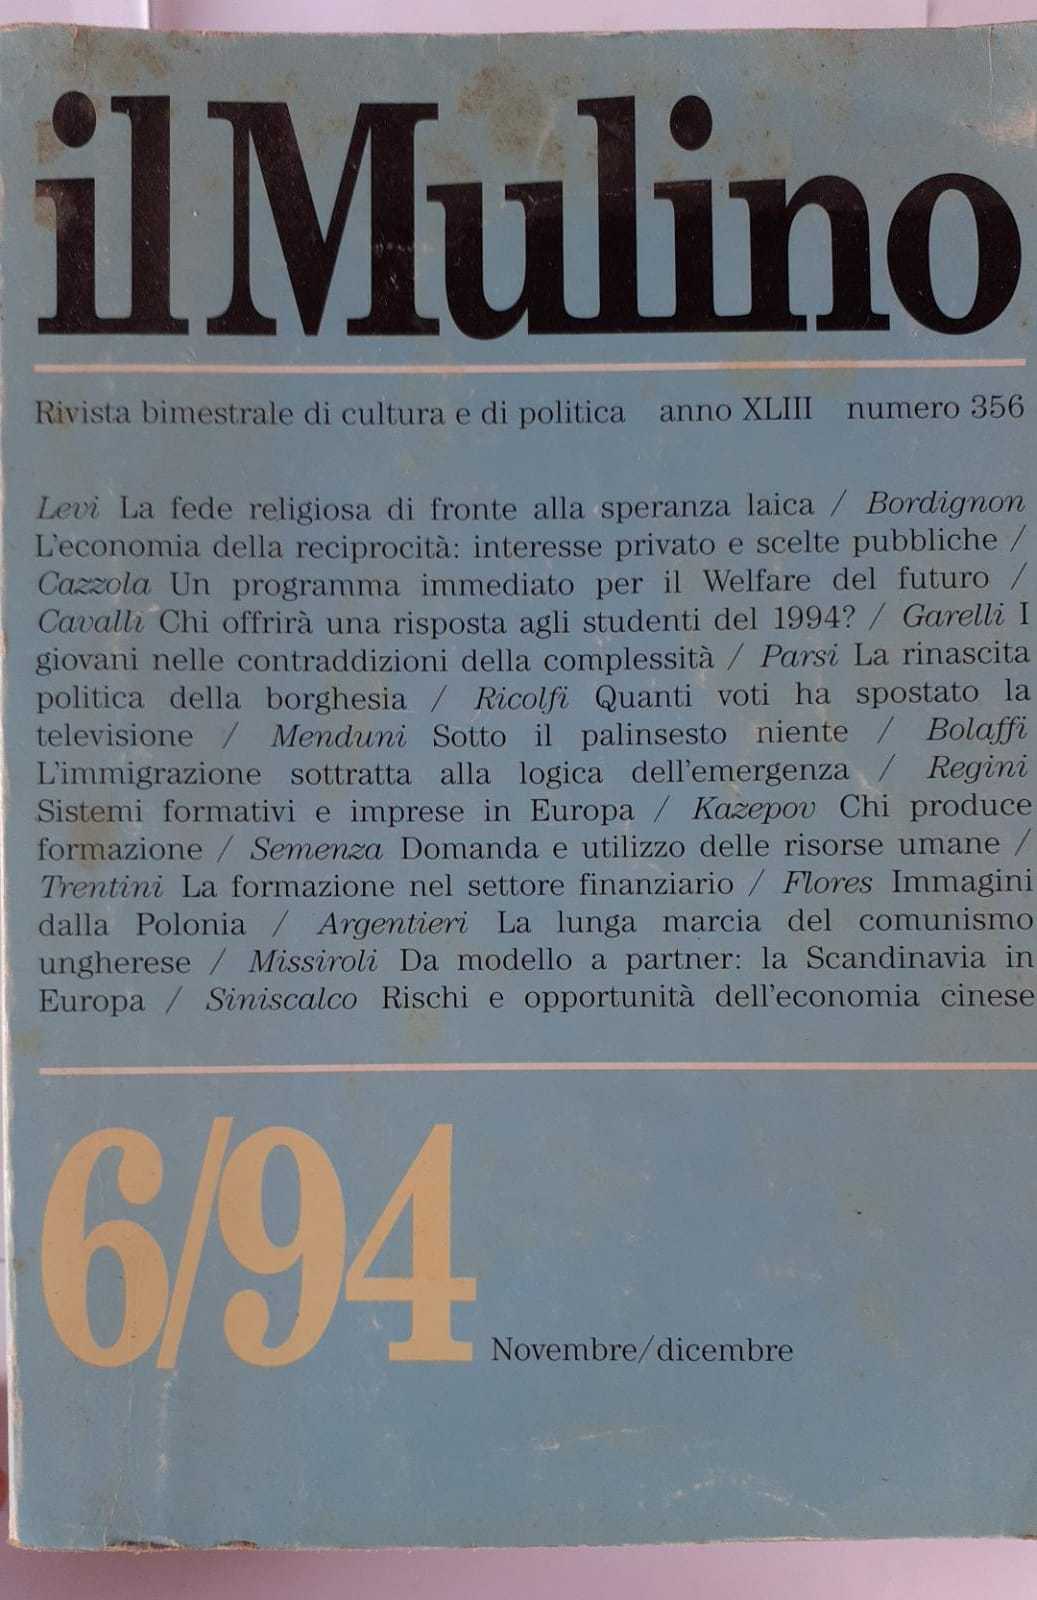 il Mulino
Rivista bimestrale di cultura e di politica anno XLIII numero 356
Levi La fede religiosa di fronte alla speranza laica / Bordignon
L'economia della reciprocità: interesse privato e scelte pubbliche /
Cazzola Un programma immediato per il Welfare del futuro /
Cavalli Chi offrirà una risposta agli studenti del 1994? / Garelli I
giovani nelle contraddizioni della complessità / Parsi La rinascita
politica della borghesia / Ricolfi Quanti voti ha spostato la
televisione / Menduni Sotto il palinsesto niente / Bolaffi
L'immigrazione sottratta alla logica dell'emergenza / Regini
Sistemi formativi e imprese in Europa / Kazepov Chi produce
formazione / Semenza Domanda e utilizzo delle risorse umane /
Trentini La formazione nel settore finanziario / Flores Immagini
dalla Polonia / Argentieri La lunga marcia del comunismo
ungherese / Missiroli Da modello a partner: la Scandinavia in
Europa / Siniscalco Rischi e opportunità dell'economia cinese
6/94 Novembre/dicembre